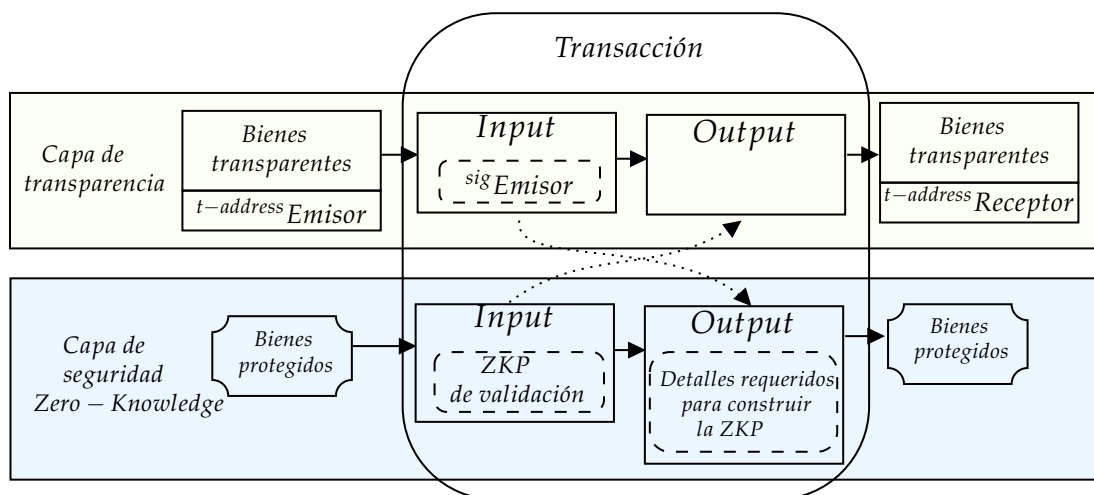 Transacción
Capa de
transparencia
Bienes
transparentes
t−address Emisor
Input
sig Emisor
Output
Bienes
transparentes
t−address Receptor
Capa de
seguridad
Zero − Knowledge
Bienes
protegidos
Input
ZKP
de validación
Output
Detalles requeridos
para construir
la ZKP
Bienes
protegidos